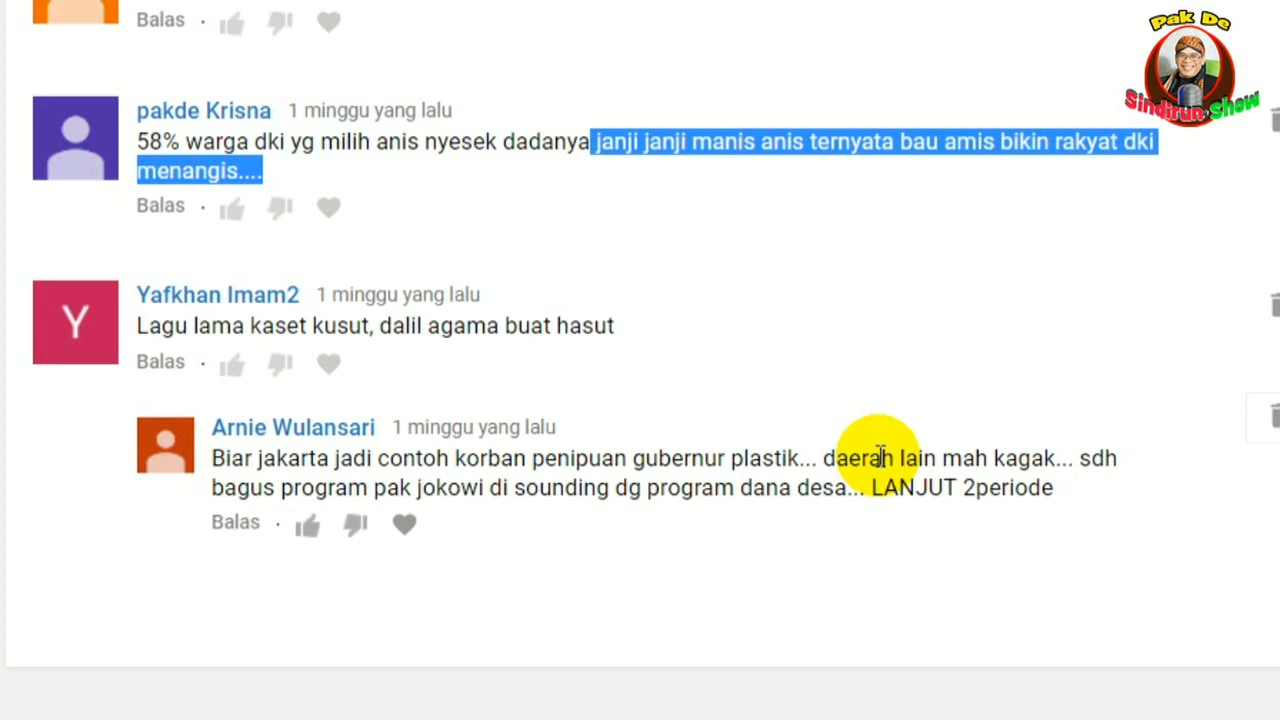 Balas ·
Pak De
Sindirun Show
pakde Krisna 1 minggu yang lalu
58% warga dki yg milih anis nyesek dadanya janji janji manis anis ternyata bau amis bikin rakyat dki
menangis....
Balas ·
Y
Yafkhan Imam2 1 minggu yang lalu
Lagu lama kaset kusut, dalil agama buat hasut
Balas ·
Arnie Wulansari 1 minggu yang lalu
Biar jakarta jadi contoh korban penipuan gubernur plastik... daerah lain mah kagak... sdh
bagus program pak jokowi di sounding dg program dana desa... LANJUT 2periode
Balas ·